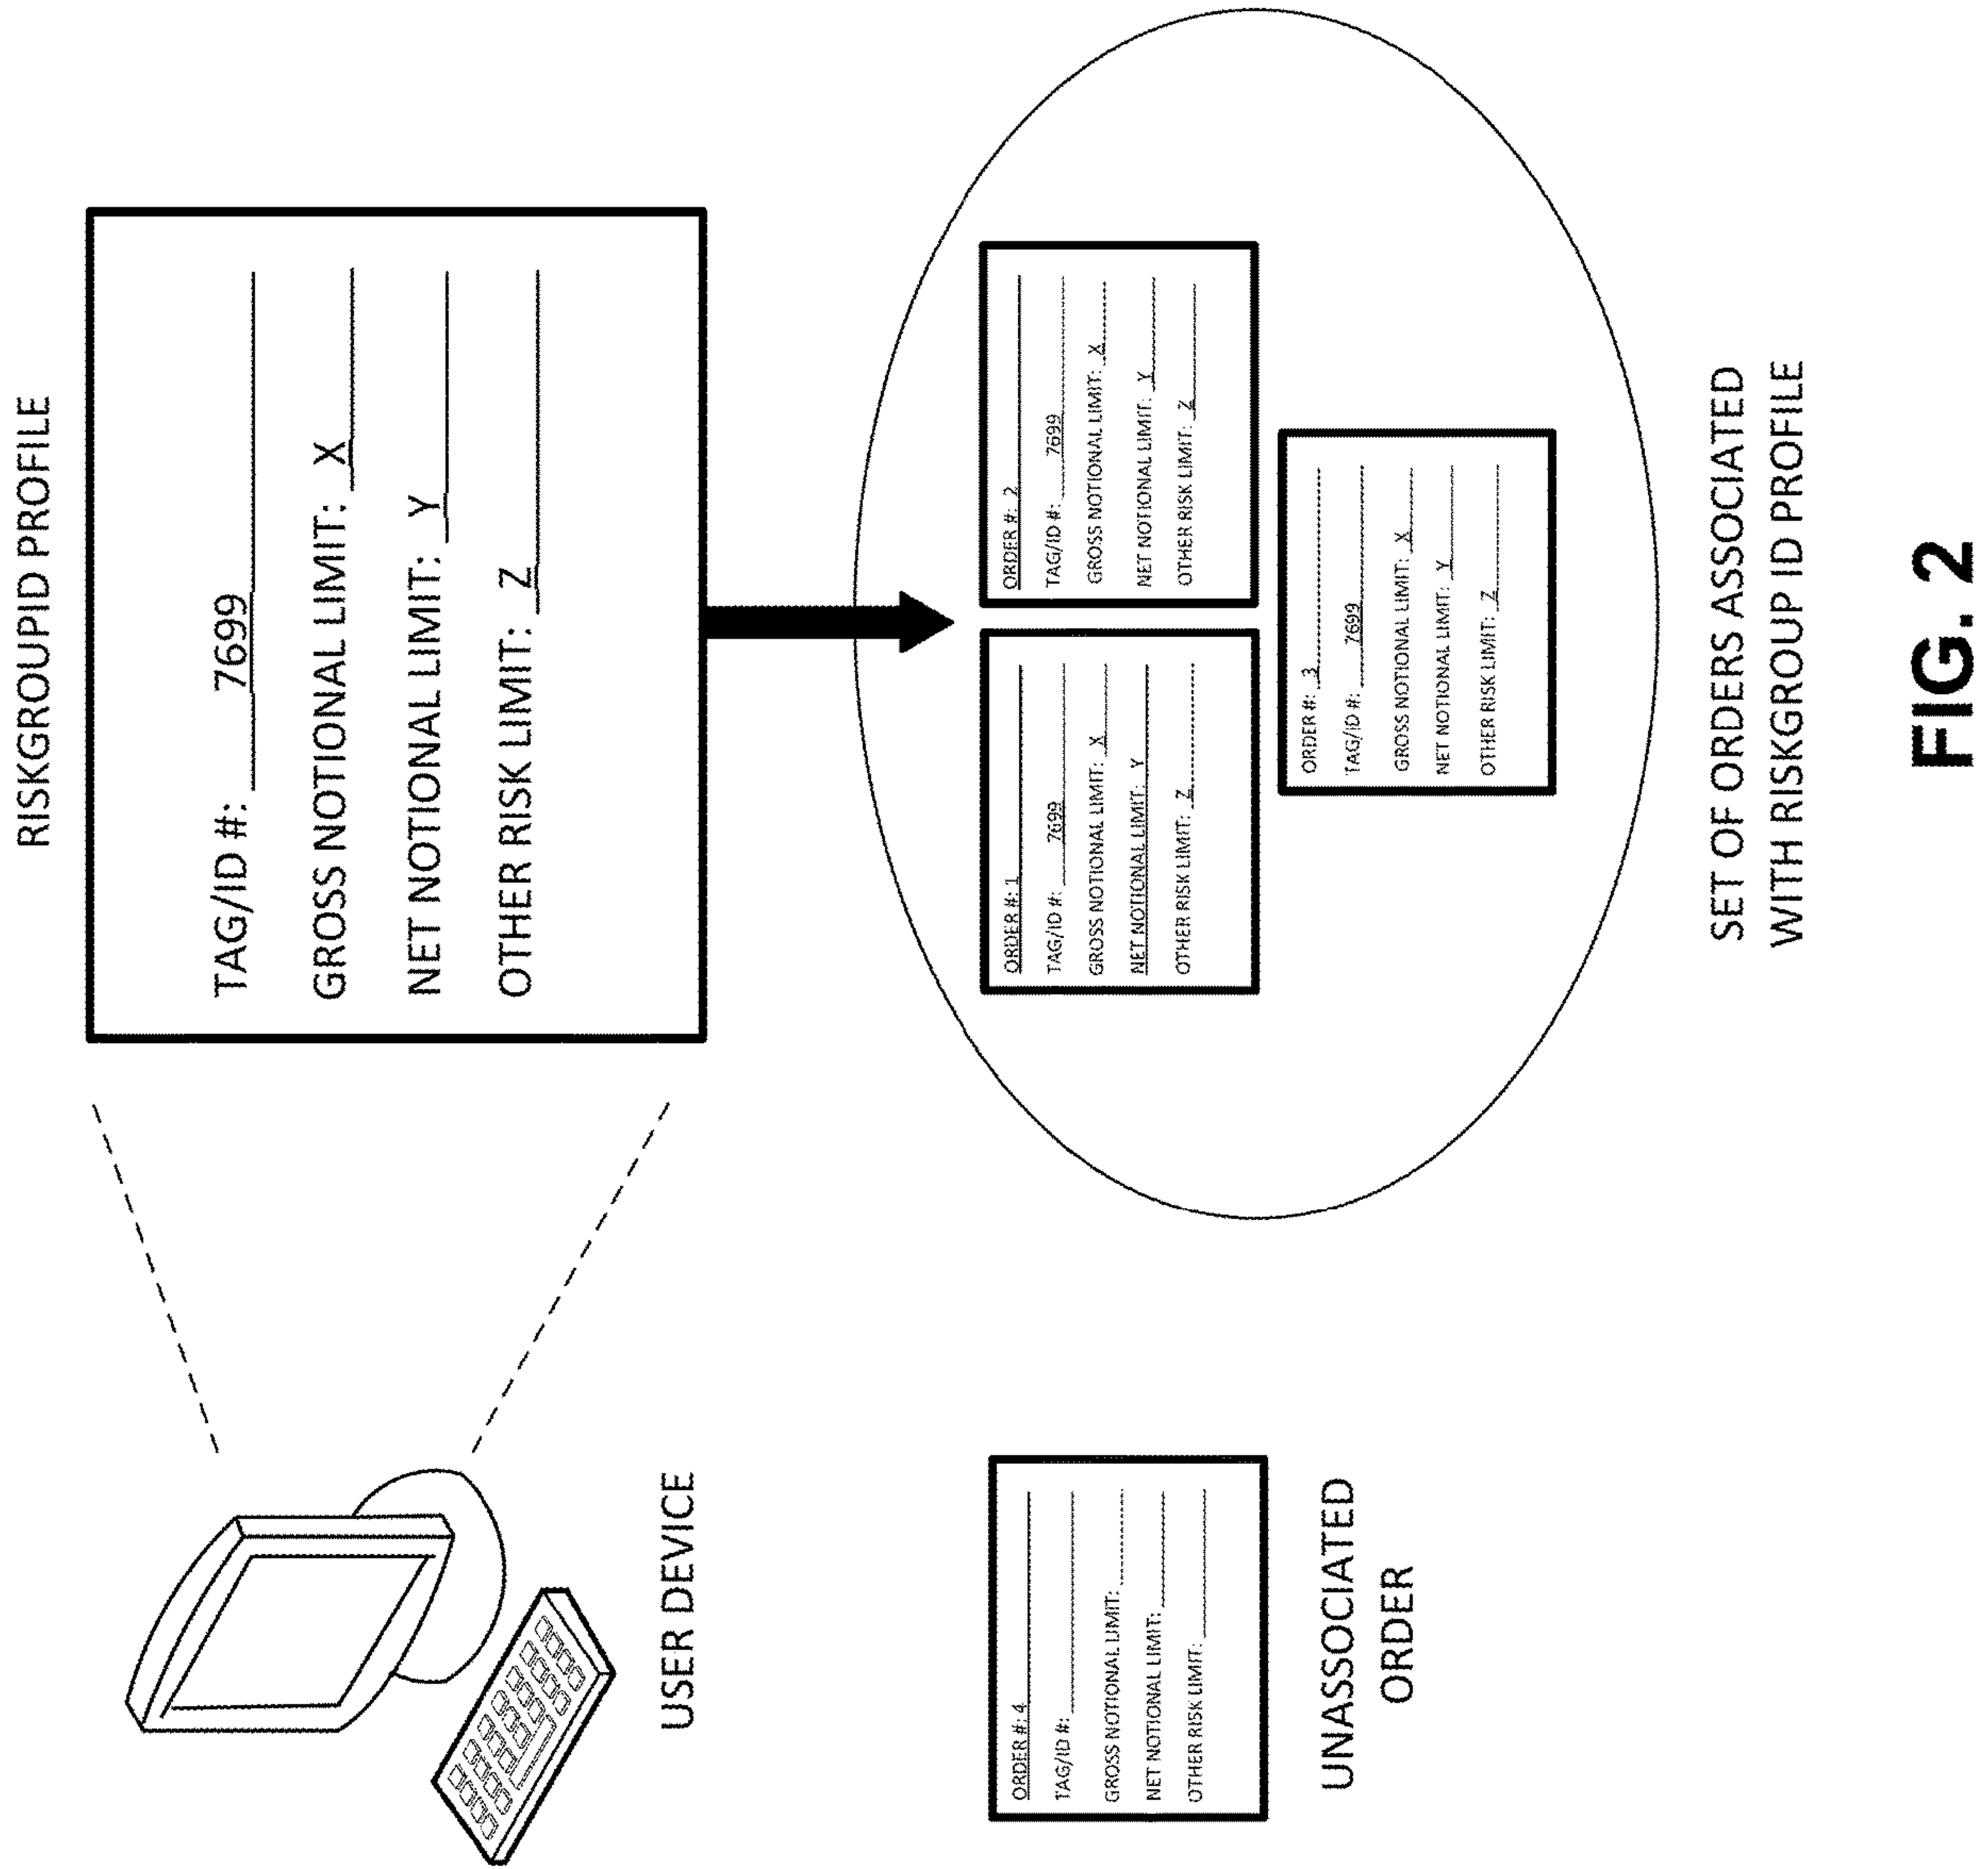 RISKGROUPID PROFILE
TAG/ID #: 7699
GROSS NOTIONAL LIMIT: X
NET NOTIONAL LIMIT: Y
OTHER RISK LIMIT: Z
USER DEVICE
ORDER #: 4
TAG/ID #:
GROSS NOTIONAL LIMIT:
NET NOTIONAL LIMIT:
OTHER RISK LIMIT:
UNASSOCIATED
ORDER
ORDER #: 1
TAG/ID #: 7699
GROSS NOTIONAL LIMIT: X
NET NOTIONAL LIMIT: Y
OTHER RISK LIMIT: Z
ORDER #: 2
TAG/ID #: 7699
GROSS NOTIONAL LIMIT: X
NET NOTIONAL LIMIT: Y
OTHER RISK LIMIT: Z
ORDER #: 3
TAG/ID #: 7699
GROSS NOTIONAL LIMIT: X
NET NOTIONAL LIMIT: Y
OTHER RISK LIMIT: Z
SET OF ORDERS ASSOCIATED
WITH RISKGROUP ID PROFILE
FIG. 2